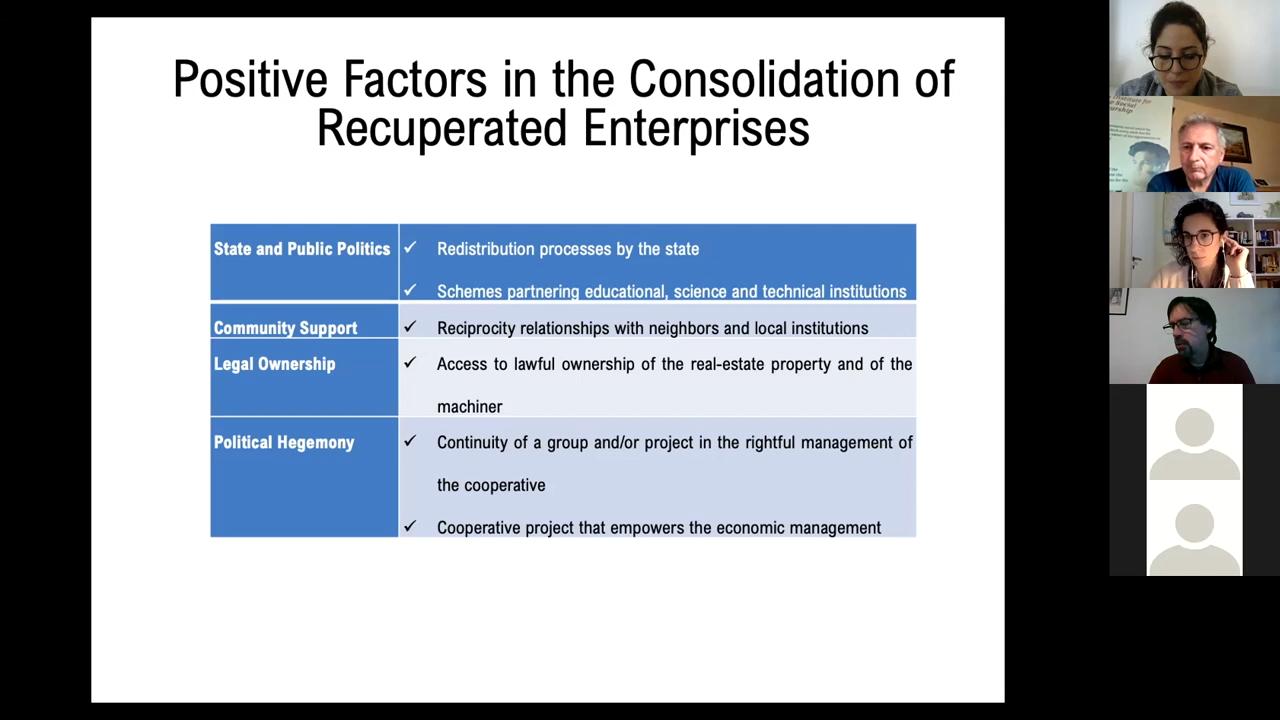 Positive Factors in the Consolidation of
Recuperated Enterprises
State and Public Politics
✓ Redistribution processes by the state
✓ Schemes partnering educational, science and technical institutions
Community Support
✓ Reciprocity relationships with neighbors and local institutions
Legal Ownership
✓ Access to lawful ownership of the real-estate property and of the
machiner
Political Hegemony
✓ Continuity of a group and/or project in the rightful management of
the cooperative
✓ Cooperative project that empowers the economic management
Institute for
Social